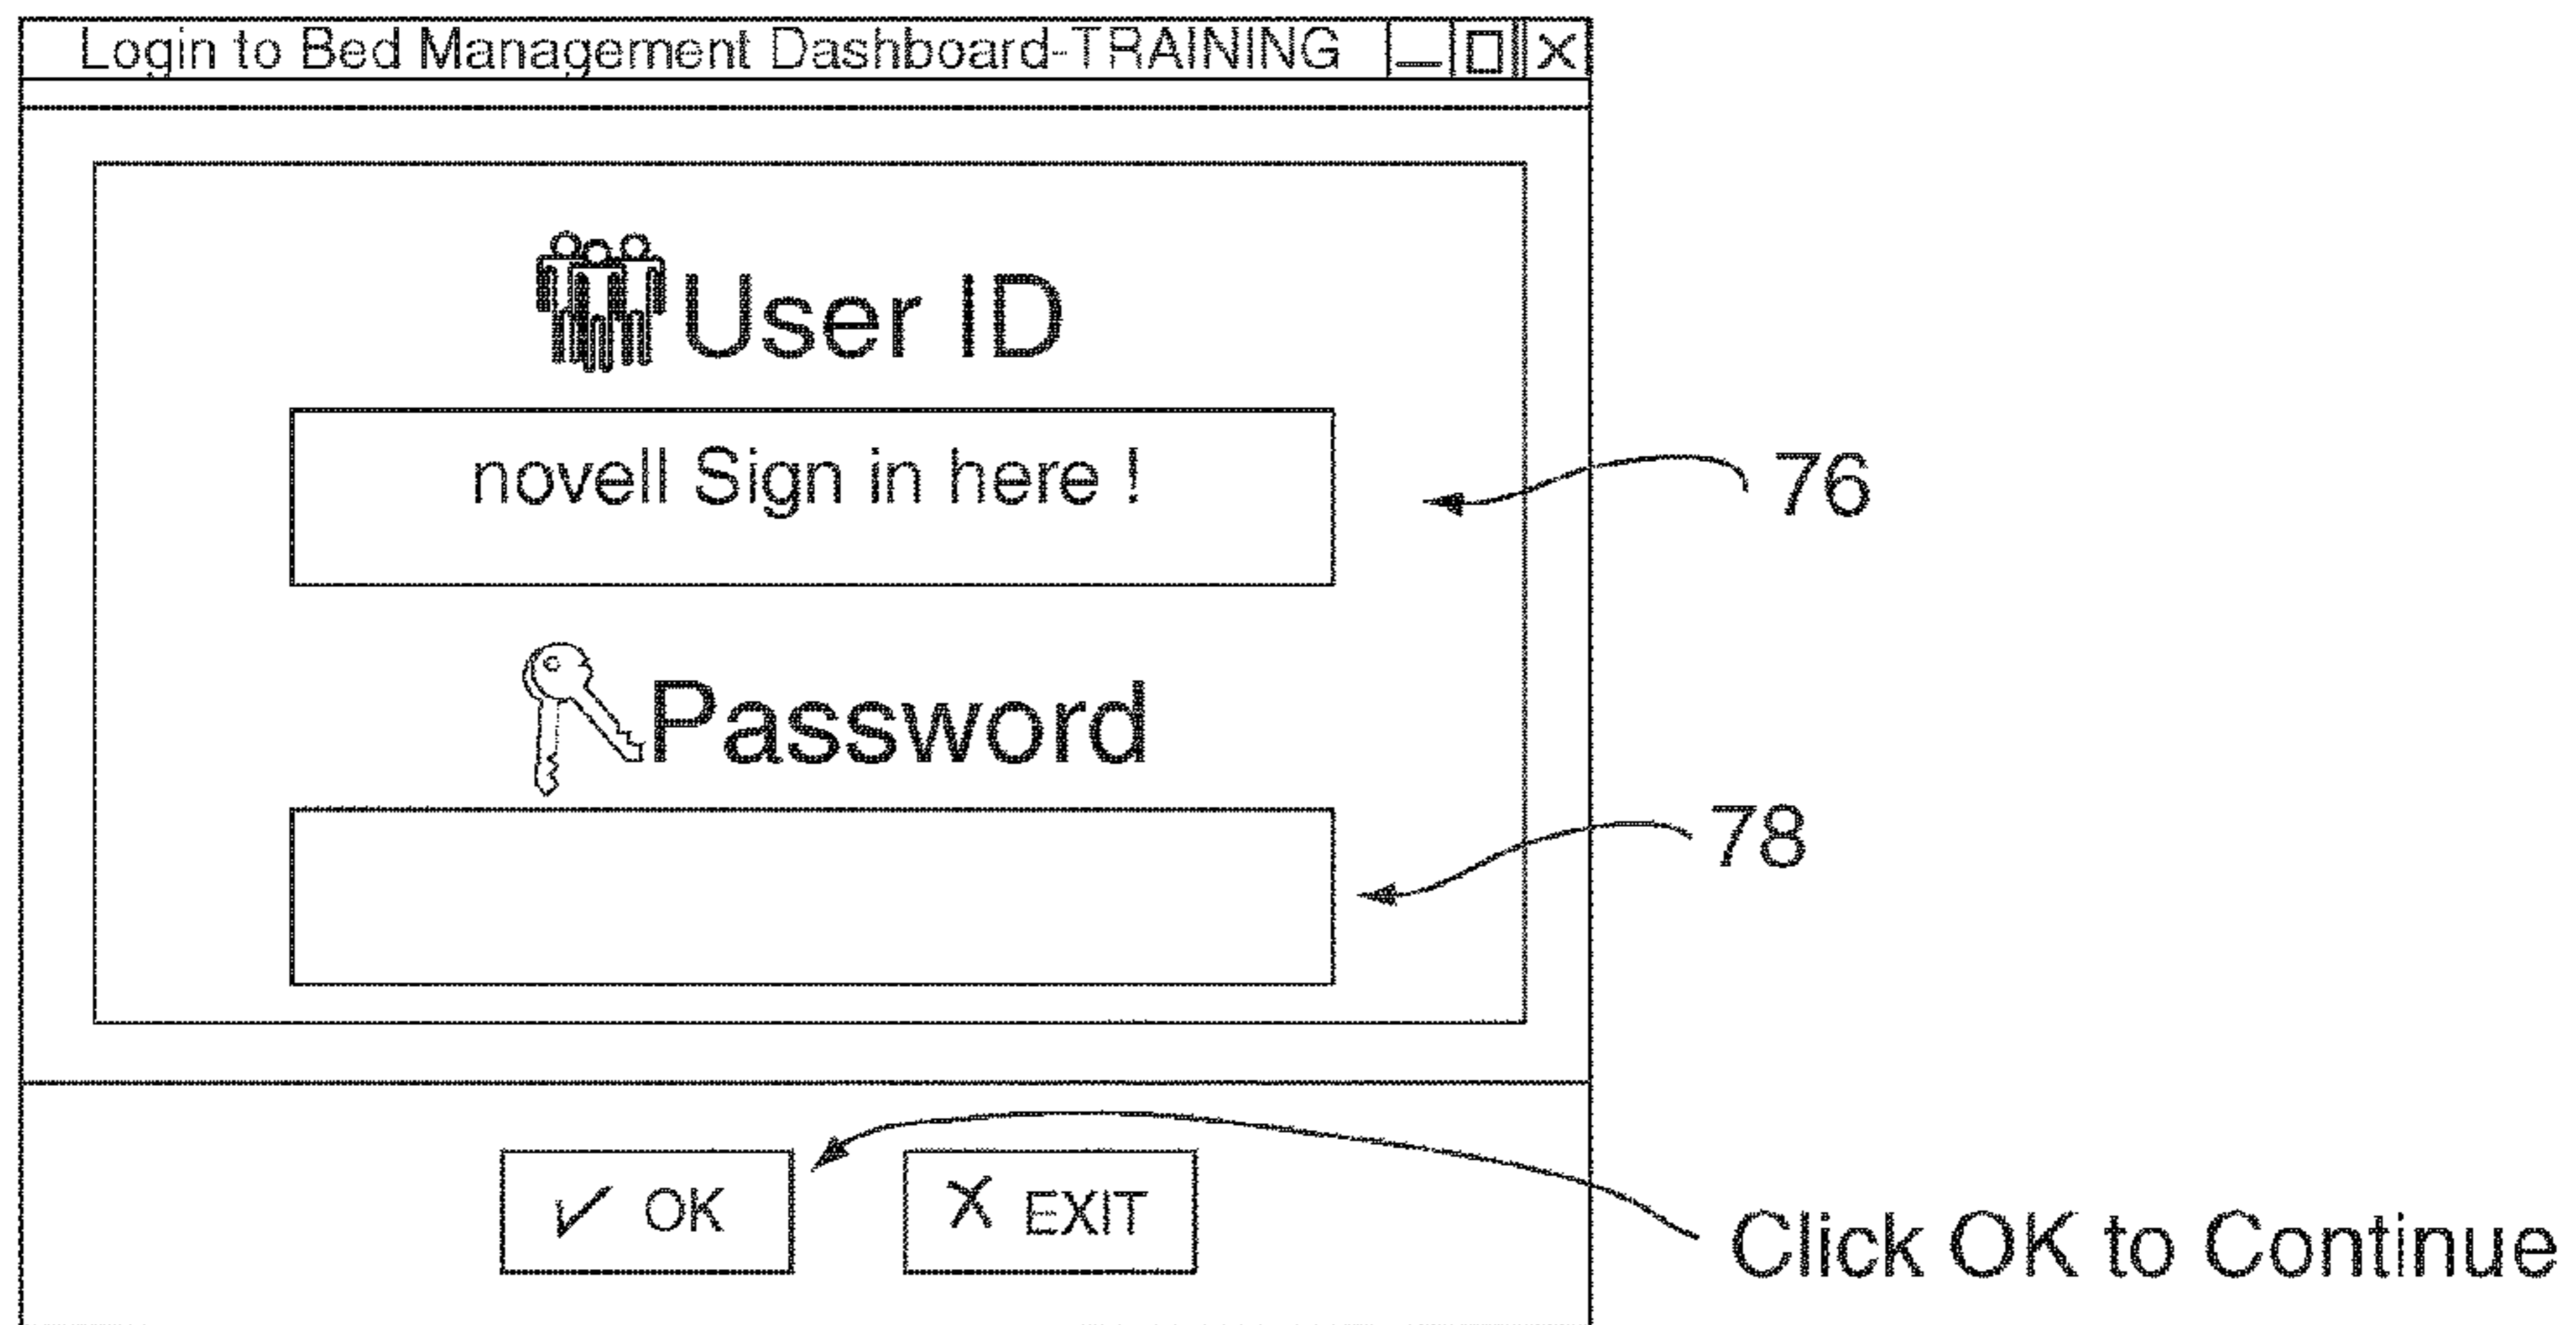 Login to Bed Management Dashboard-TRAINING
User ID
novell Sign in here !
76
Password
78
OK
EXIT
Click OK to Continue